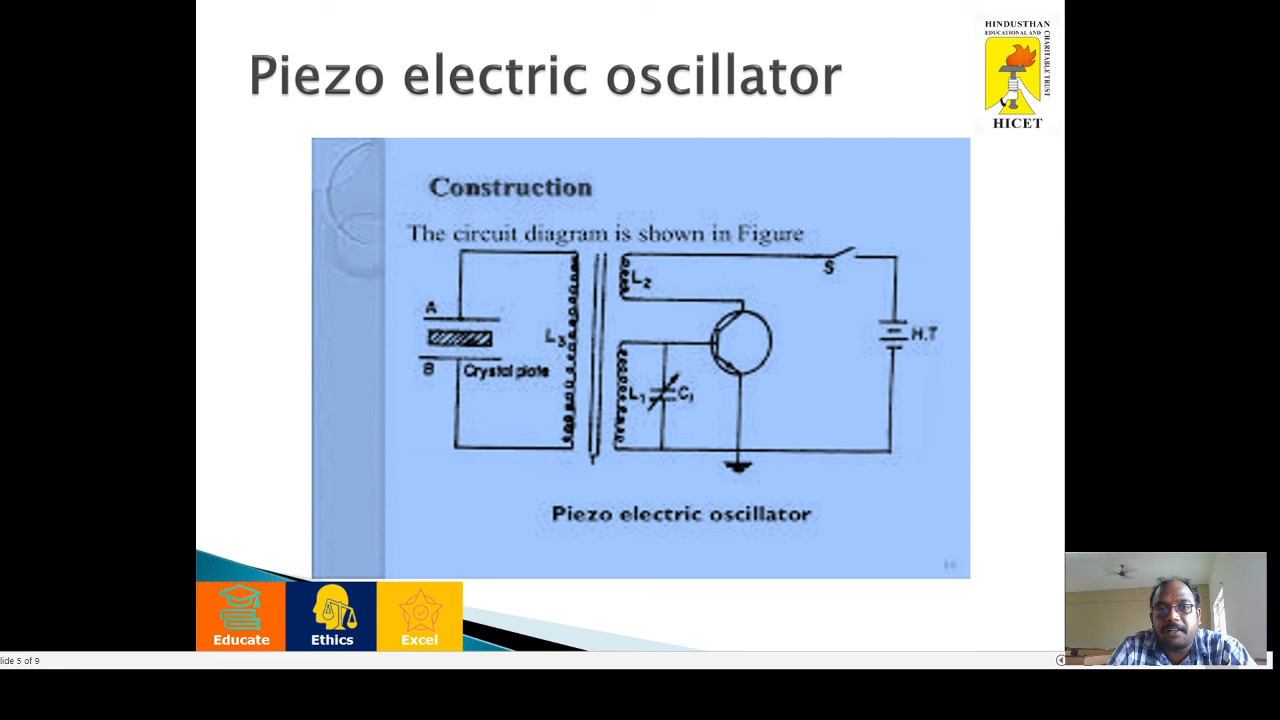 Piezo electric oscillator
HINDUSTHAN
EDUCATIONAL AND
CHARITABLE TRUST
HICET
Construction
The circuit diagram is shown in Figure
S
L2
A
H.T
L3
B
Crystal plate
L1
C1
Piezo electric oscillator
Educate
Ethics
Excel
lide 5 of 9